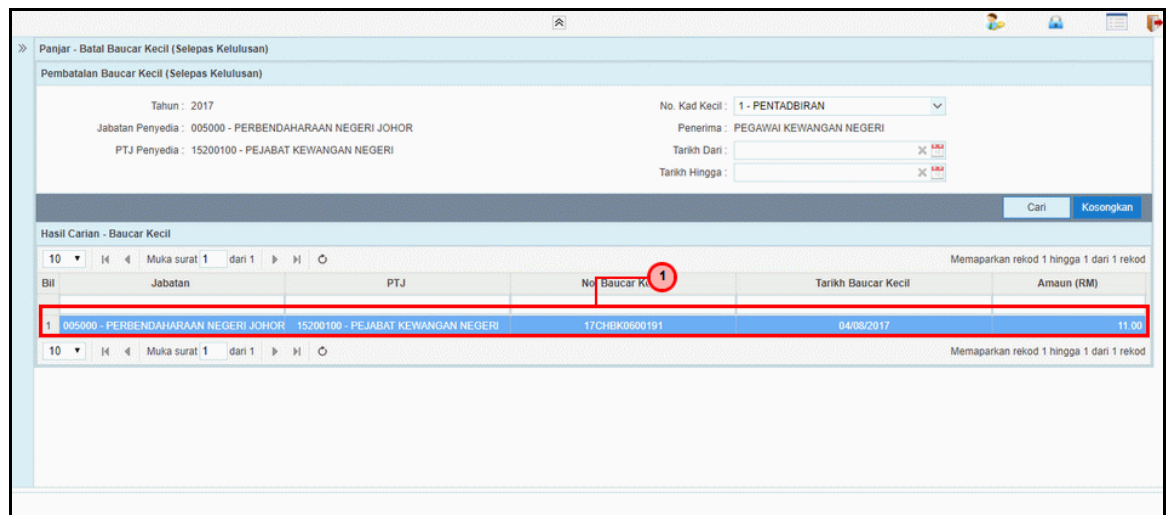 Panjar - Batal Baucar Kecil (Selepas Kelulusan)
Pembatalan Baucar Kecil (Selepas Kelulusan)
Tahun : 2017 No. Kad Kecil : 1 - PENTADBIRAN
Jabatan Penyedia : 005000 - PERBENDAHARAAN NEGERI JOHOR Penerima : PEGAWAI KEWANGAN NEGERI
PTJ Penyedia : 15200100 - PEJABAT KEWANGAN NEGERI Tarikh Dari :
Tarikh Hingga :
Cari Kosongkan
Hasil Carian - Baucar Kecil
10 Muka surat 1 dari 1 Memaparkan rekod 1 hingga 1 dari 1 rekod
Bil Jabatan PTJ No. Baucar 1 Tarikh Baucar Kecil Amaun (RM)
1 005000 - PERBENDAHARAAN NEGERI JOHOR 15200100 - PEJABAT KEWANGAN NEGERI 17CHBK0600191 04/08/2017 11.00
10 Muka surat 1 dari 1 Memaparkan rekod 1 hingga 1 dari 1 rekod